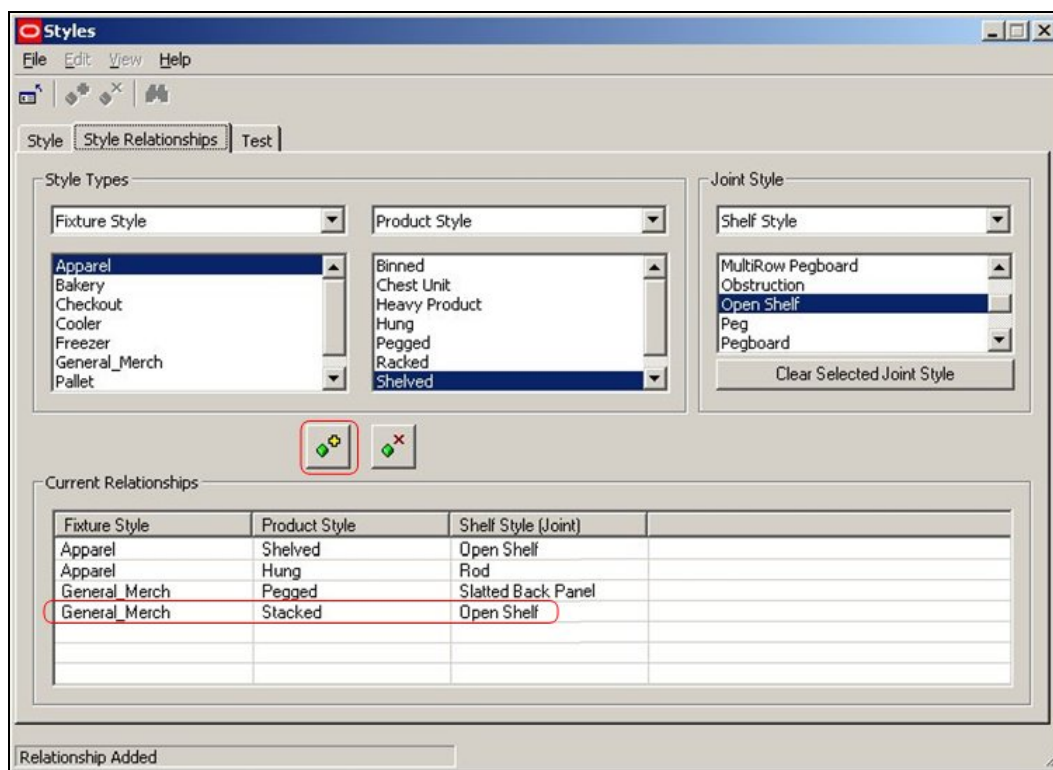 Styles
File Edit View Help
Style Style Relationships Test
Style Types
Joint Style
Fixture Style
Product Style
Shelf Style
Apparel
Bakery
Checkout
Cooler
Freezer
General_Merch
Pallet
Binned
Chest Unit
Heavy Product
Hung
Pegged
Racked
Shelved
MultiRow Pegboard
Obstruction
Open Shelf
Peg
Pegboard
Clear Selected Joint Style
Current Relationships
Fixture Style Product Style Shelf Style (Joint)
Apparel Shelved Open Shelf
Apparel Hung Rod
General_Merch Pegged Slatted Back Panel
General_Merch Stacked Open Shelf
Relationship Added